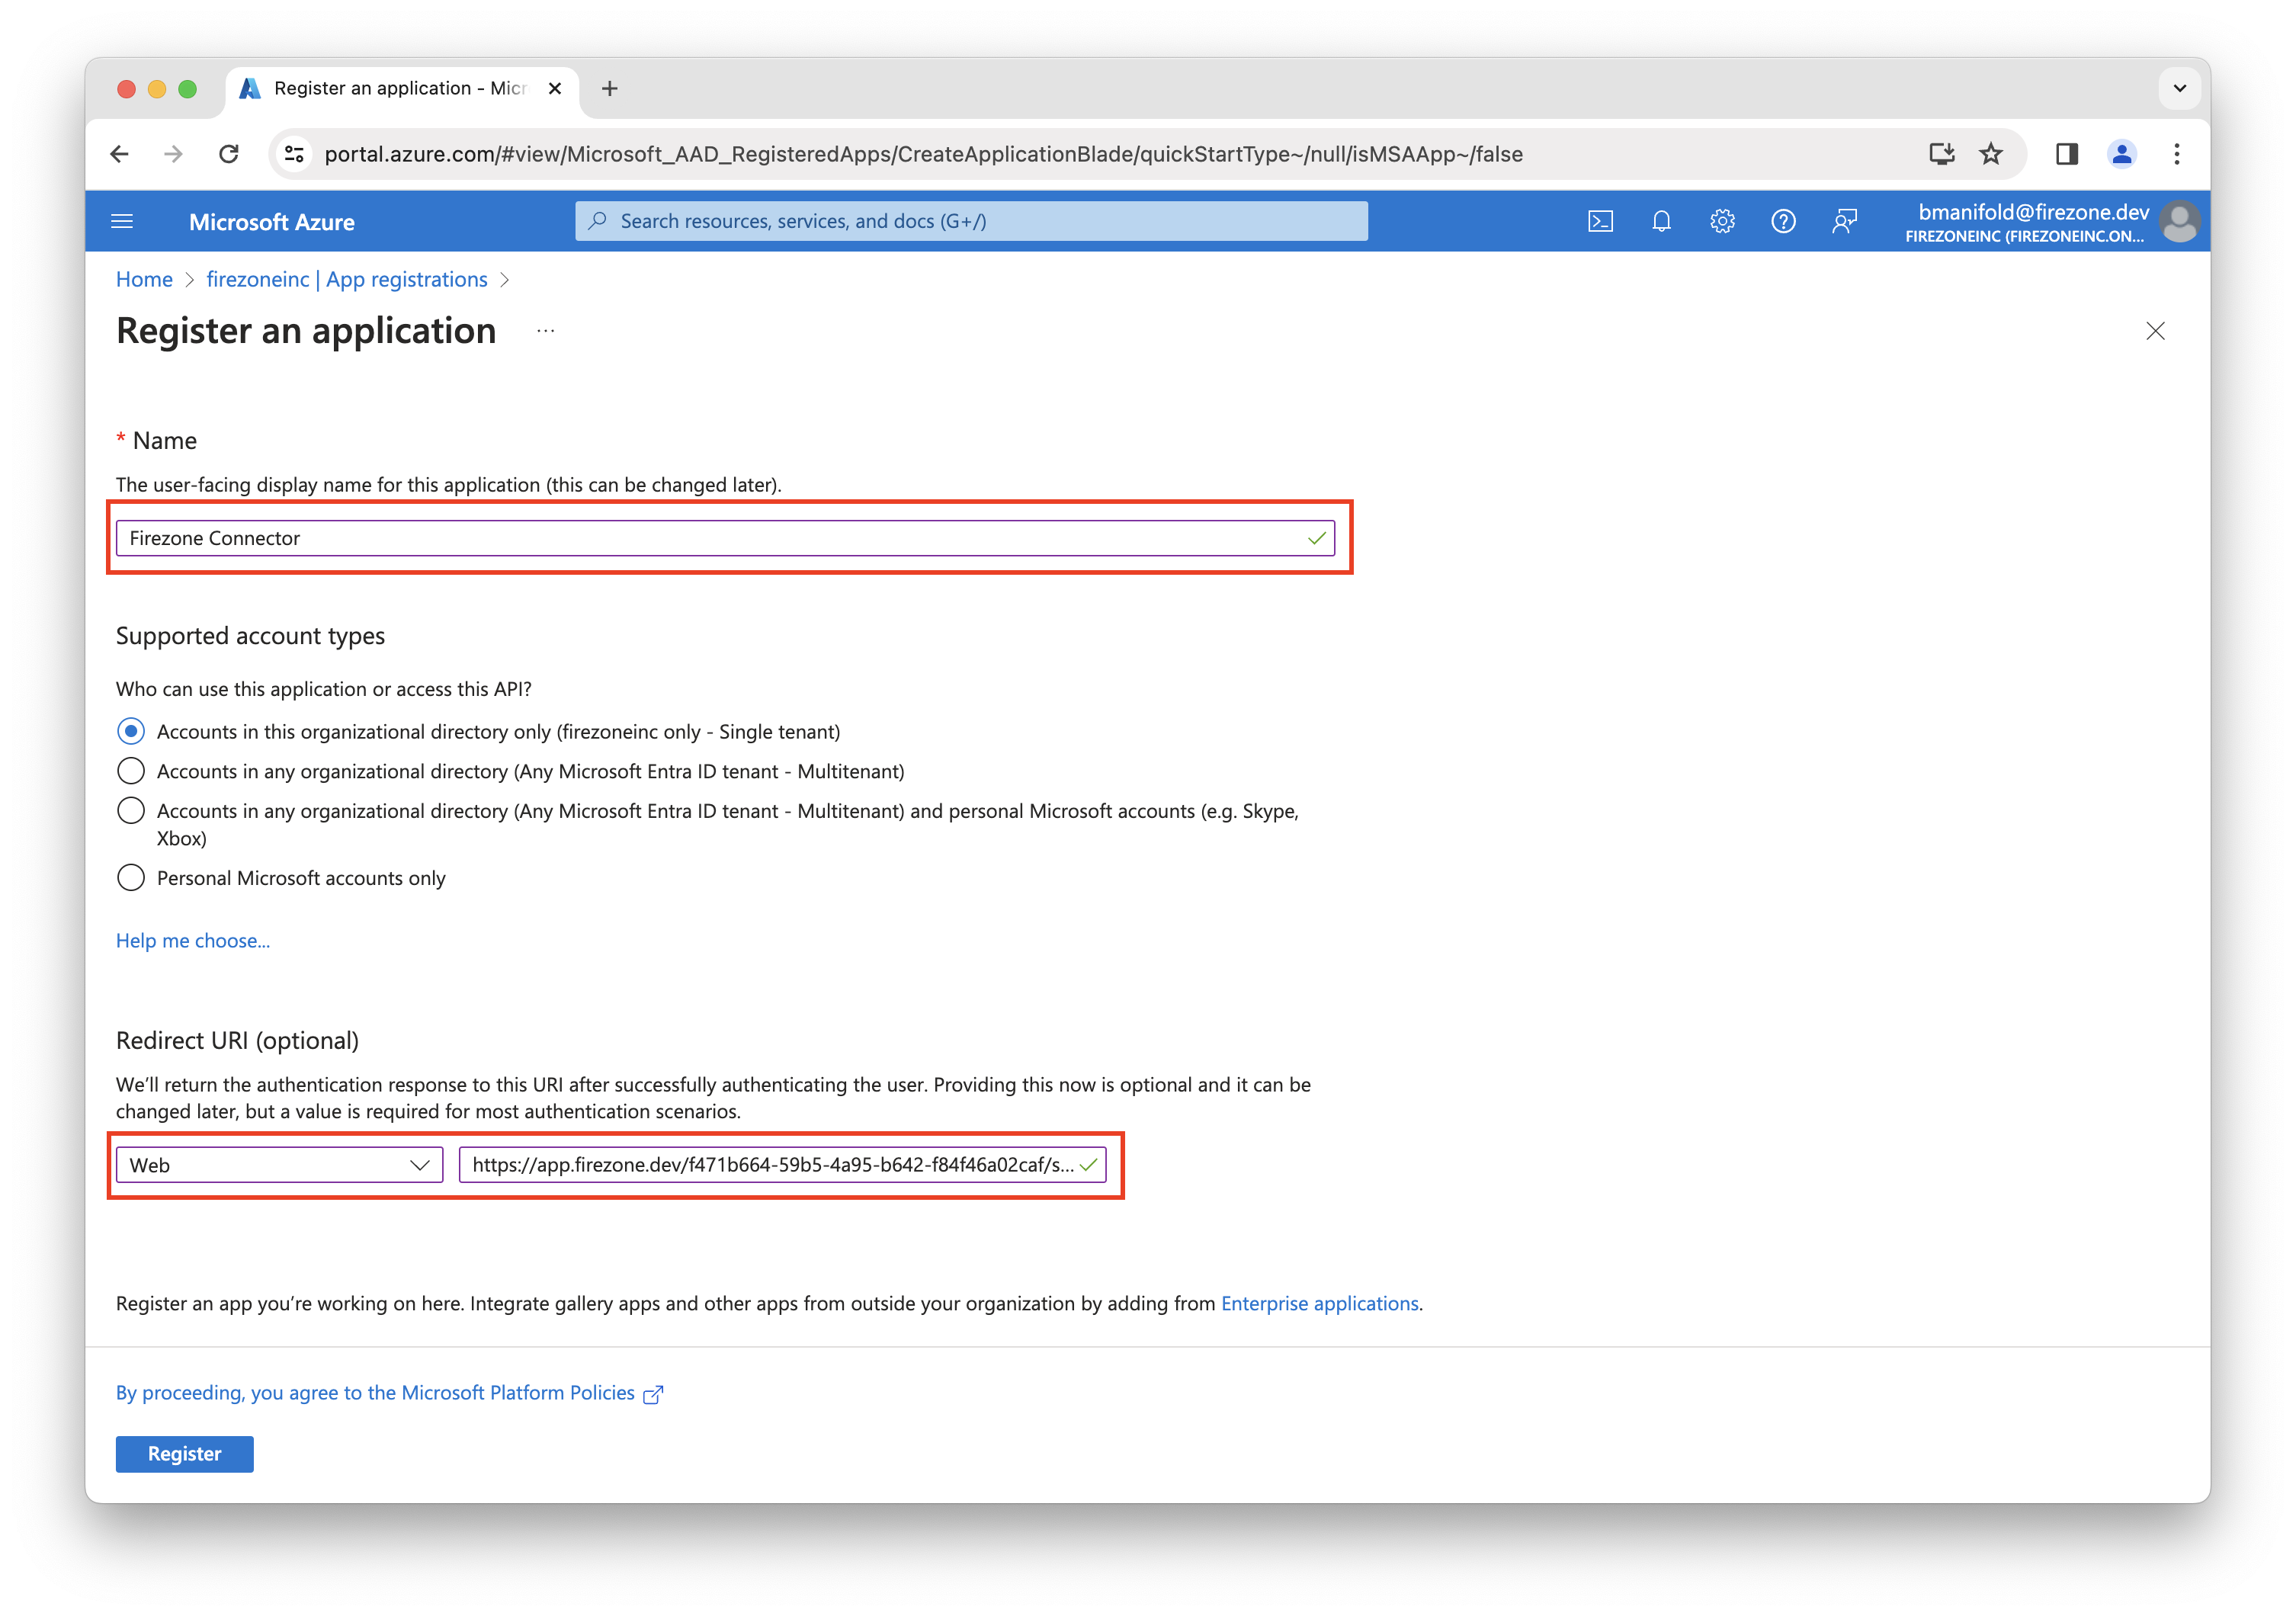 Register an application - Micr
portal.azure.com/#view/Microsoft_AAD_RegisteredApps/CreateApplicationBlade/quickStartType~/null/isMSAApp~/false
Microsoft Azure
Search resources, services, and docs (G+/)
bmanifold@firezone.dev
FIREZONEINC (FIREZONEINC.ON...
Home > firezoneinc | App registrations >
Register an application ...
* Name
The user-facing display name for this application (this can be changed later).
Firezone Connector
Supported account types
Who can use this application or access this API?
Accounts in this organizational directory only (firezoneinc only - Single tenant)
Accounts in any organizational directory (Any Microsoft Entra ID tenant - Multitenant)
Accounts in any organizational directory (Any Microsoft Entra ID tenant - Multitenant) and personal Microsoft accounts (e.g. Skype,
Xbox)
Personal Microsoft accounts only
Help me choose...
Redirect URI (optional)
We'll return the authentication response to this URI after successfully authenticating the user. Providing this now is optional and it can be
changed later, but a value is required for most authentication scenarios.
Web https://app.firezone.dev/f471b664-59b5-4a95-b642-f84f46a02caf/s...
Register an app you're working on here. Integrate gallery apps and other apps from outside your organization by adding from Enterprise applications.
By proceeding, you agree to the Microsoft Platform Policies
Register